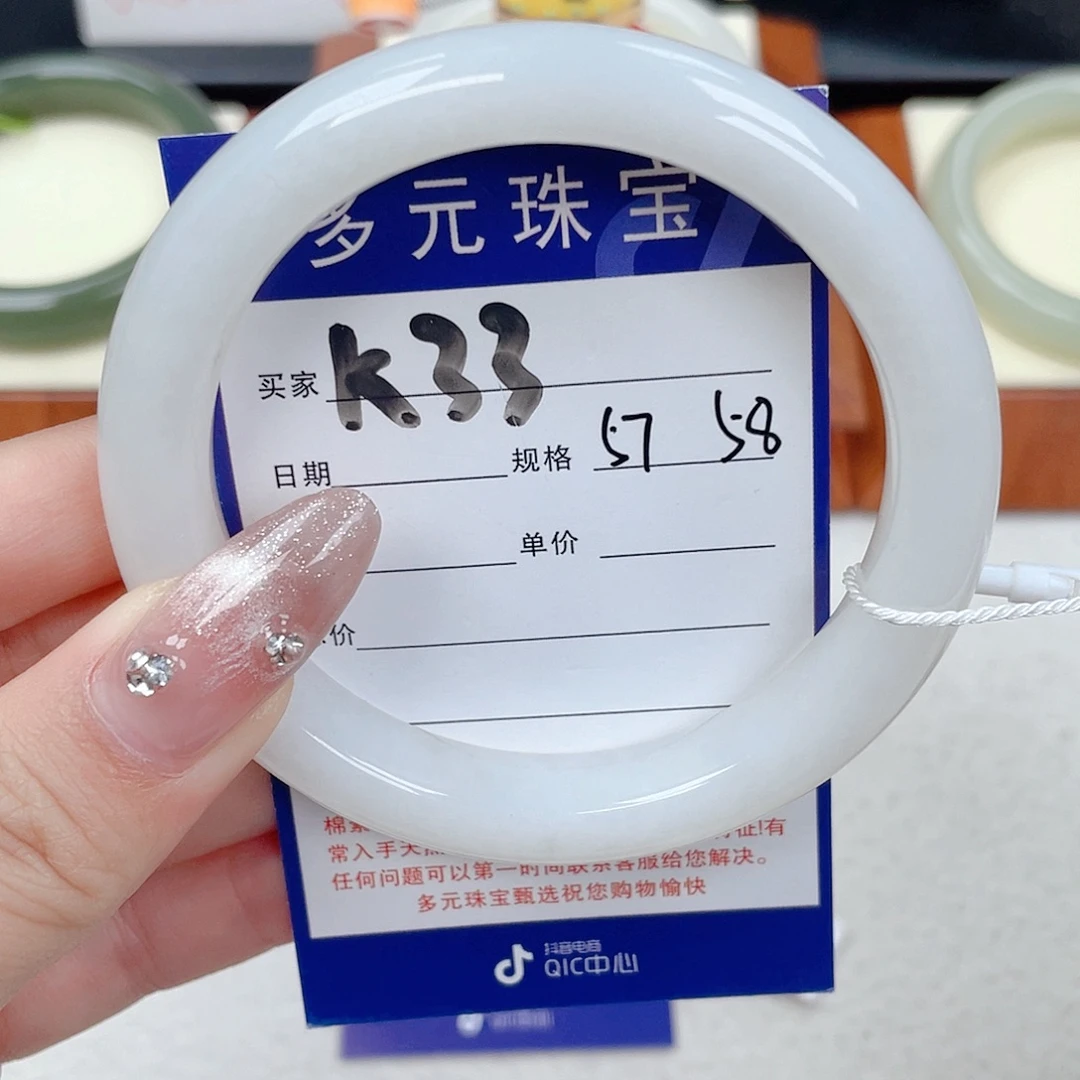 多元珠宝
买家 K33
日期 规格 57 58
单价
价
有
常入手天
任何问题可以第一时间联系客服给您解决。
多元珠宝甄选祝您购物愉快
抖音电商
QIC中心